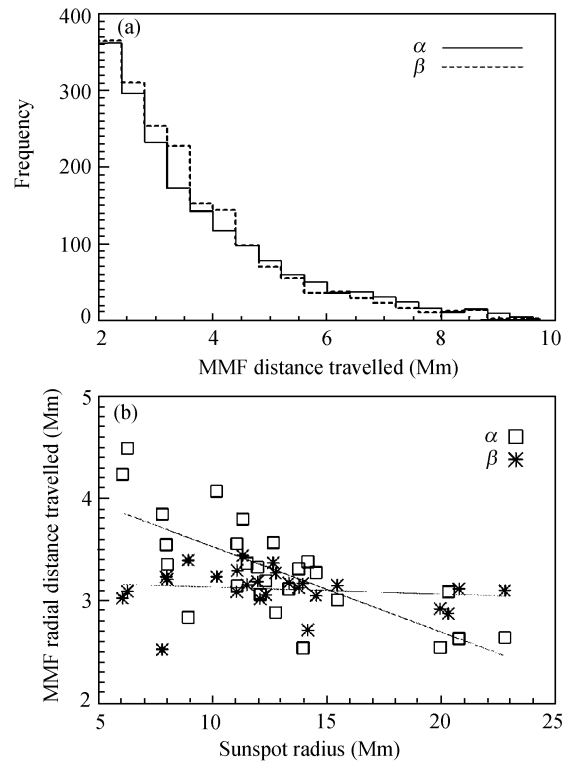 (a)
α
β
400
300
200
100
0
Frequency
2 4 6 8 10
MMF distance travelled (Mm)
(b)
α
β
5
4
3
2
MMF radial distance travelled (Mm)
5 10 15 20 25
Sunspot radius (Mm)